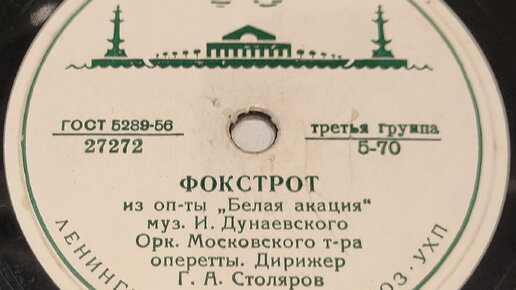 ГОСТ 5289-56
27272
третья группа
5-70
ФОКСТРОТ
из оп-ты „Белая акация“
муз. И. Дунаевского
Орк. Московского т-ра
оперетты. Дирижер
Г. А. Столяров
УХП